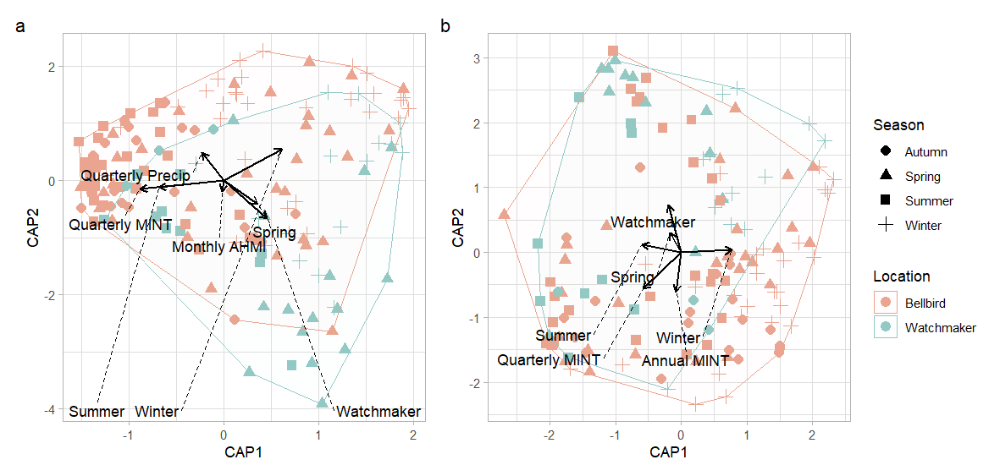 a
b
CAP2
2
0
-2
-4
-1
0
1
2
CAP1
Quarterly Precip
Quarterly MINT
Spring
Monthly AHMI
Summer
Winter
Watchmaker
CAP2
3
2
1
0
-1
-2
-2
-1
0
1
2
CAP1
Watchmaker
Spring
Summer
Winter
Quarterly MINT
Annual MINT
Season
Autumn
Spring
Summer
Winter
Location
Bellbird
Watchmaker